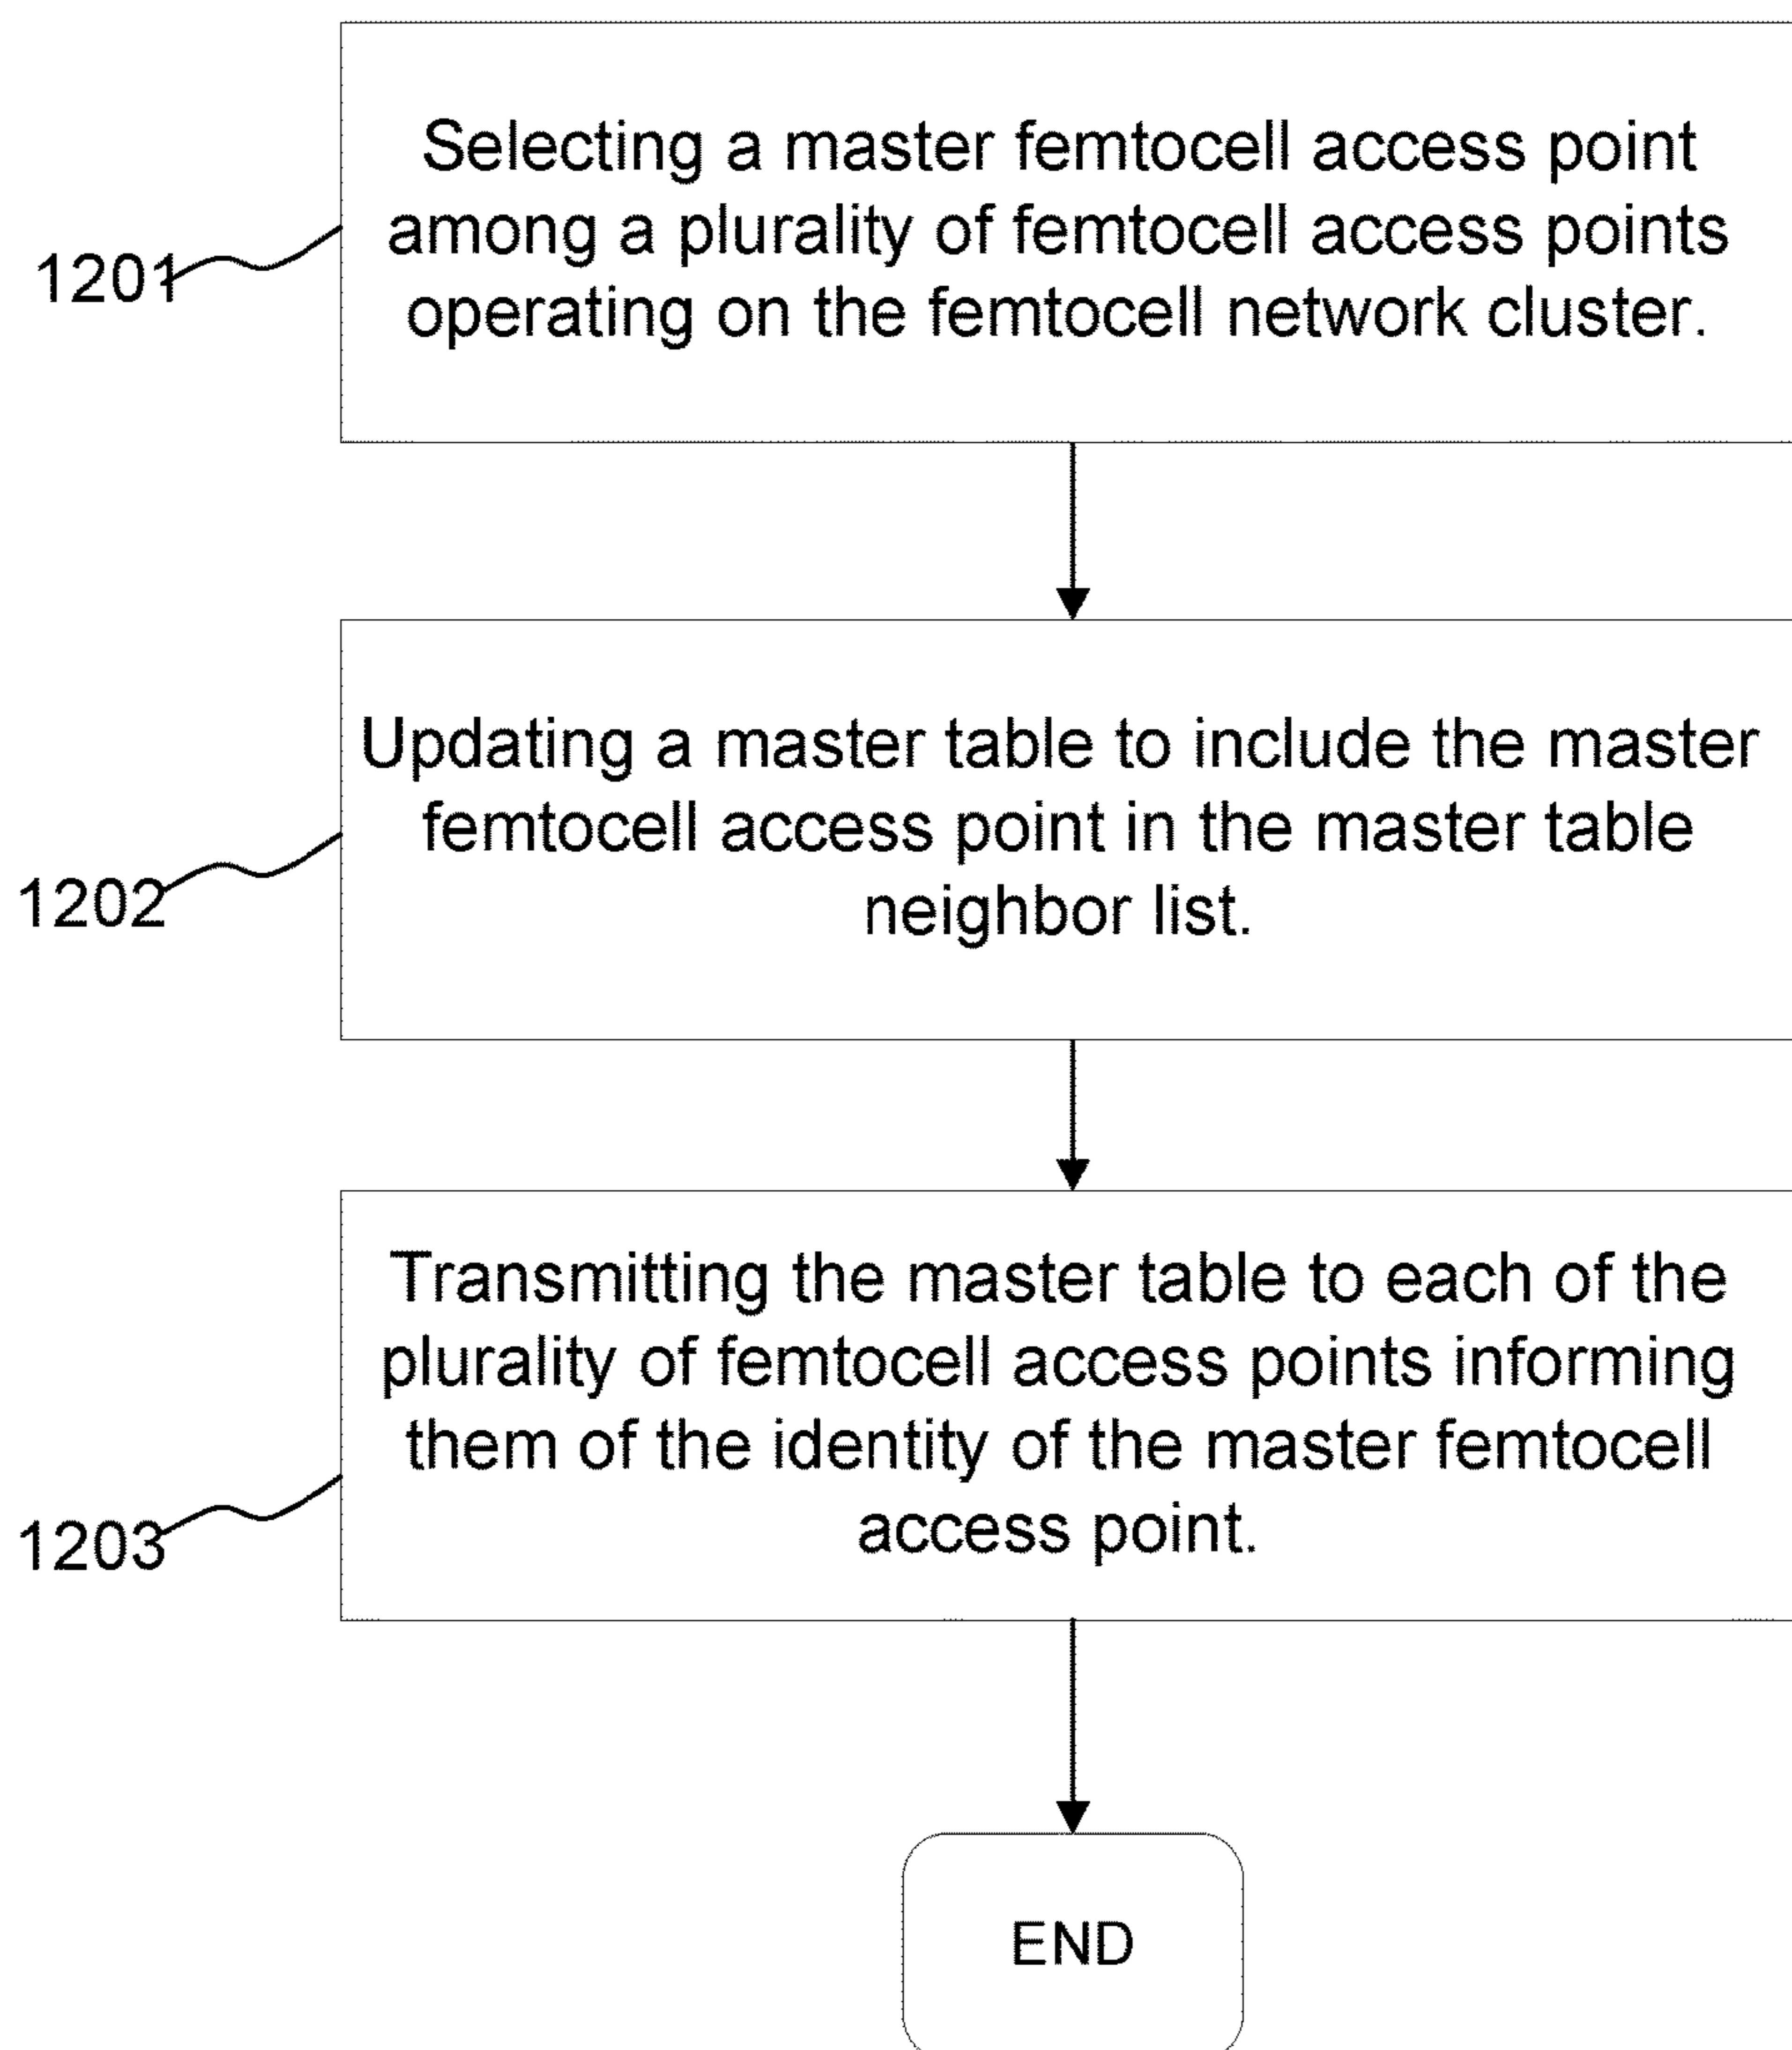 Selecting a master femtocell access point
among a plurality of femtocell access points
operating on the femtocell network cluster.
1201
Updating a master table to include the master
femtocell access point in the master table
neighbor list.
1202
Transmitting the master table to each of the
plurality of femtocell access points informing
them of the identity of the master femtocell
access point.
1203
END